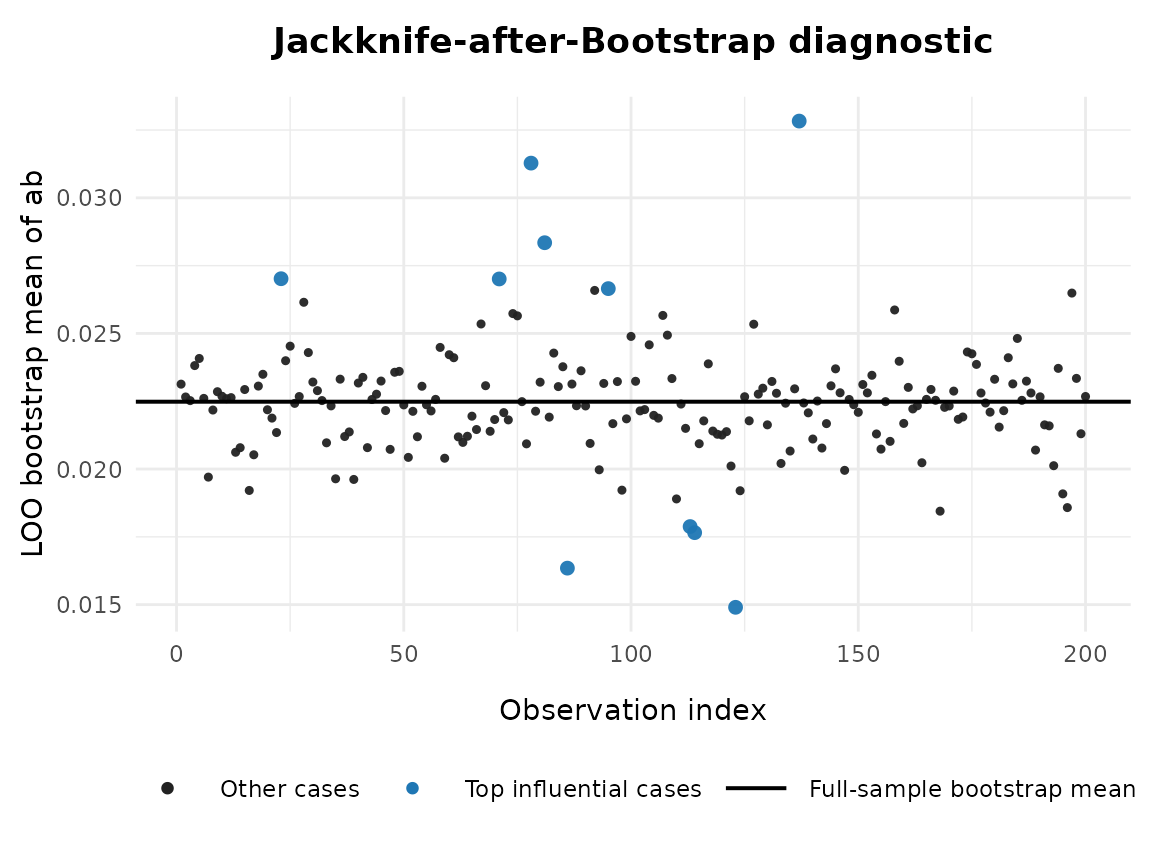 Jackknife-after-Bootstrap diagnostic
LOO bootstrap mean of ab
0.030
0.025
0.020
0.015
0
50
100
150
200
Observation index
Other cases
Top influential cases
Full-sample bootstrap mean